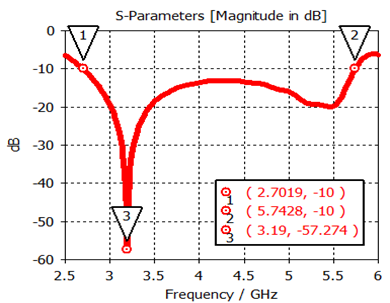 S-Parameters [Magnitude in dB]
0
-10
-20
-30
-40
-50
-60
dB
1
2
3
1 ( 2.7019, -10 )
2 ( 5.7428, -10 )
3 ( 3.19, -57.274 )
2.5 3 3.5 4 4.5 5 5.5 6
Frequency / GHz